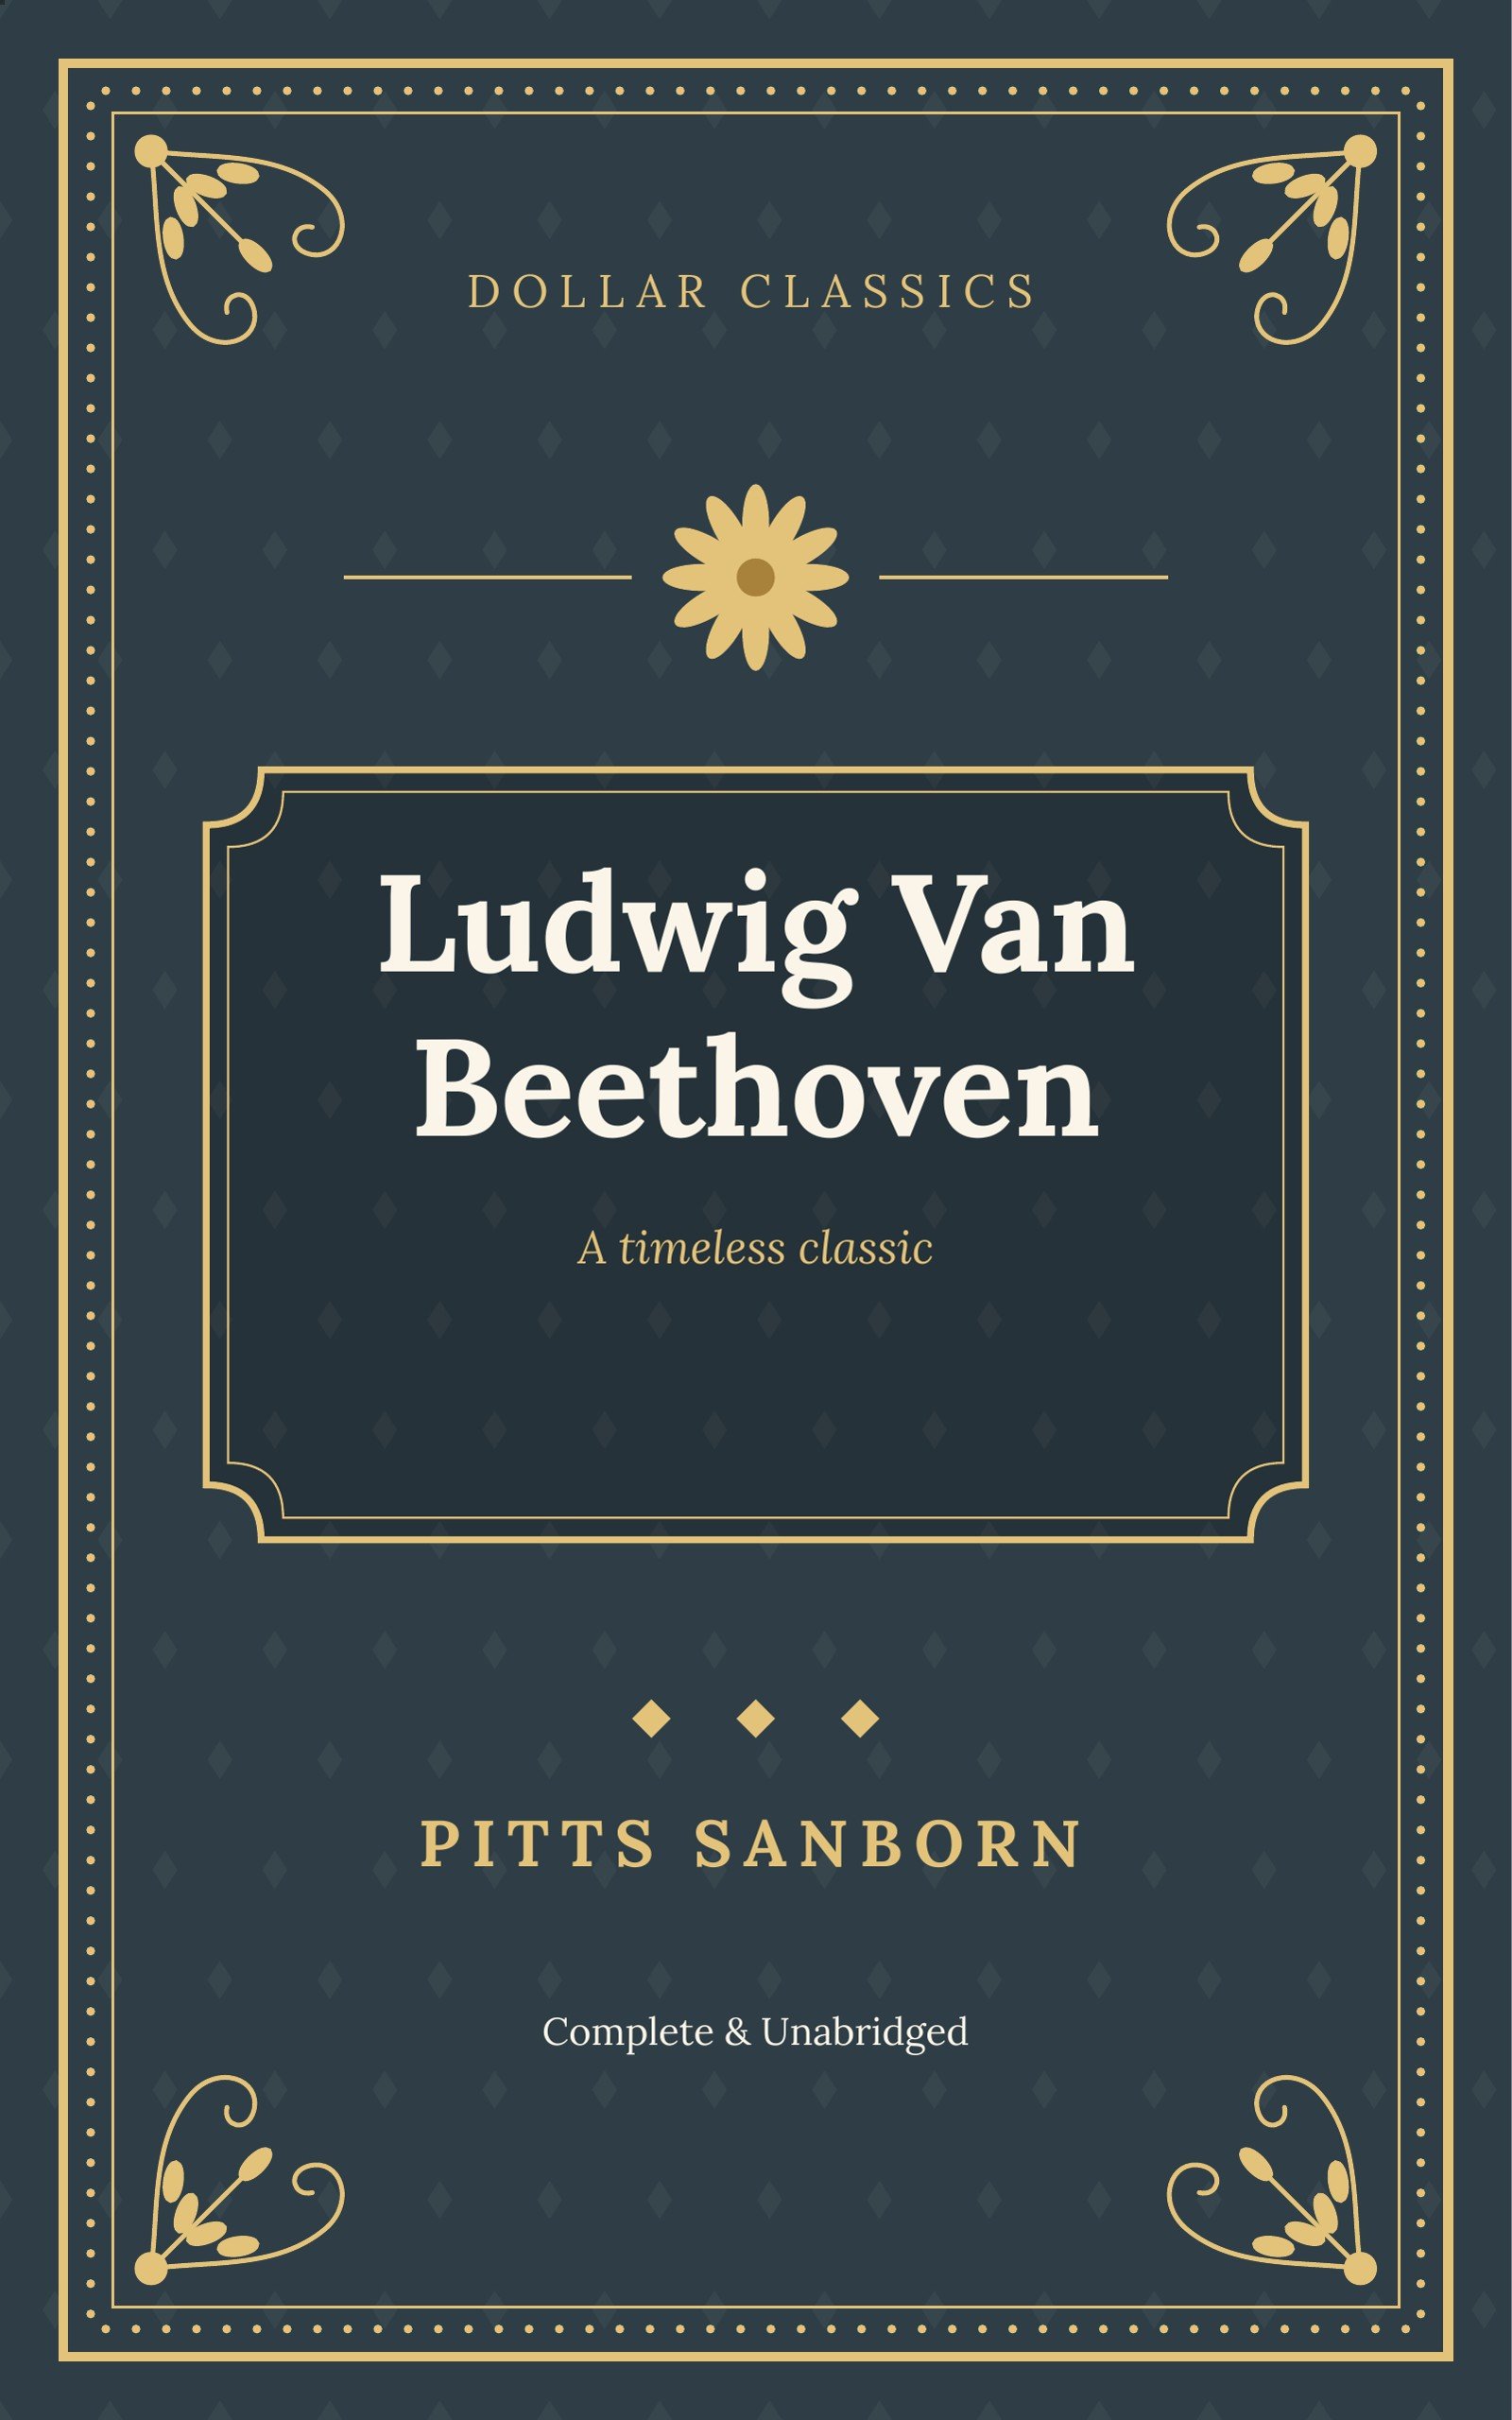 DOLLAR CLASSICS
Ludwig Van
Beethoven
A timeless classic
PITTS SANBORN
Complete & Unabridged